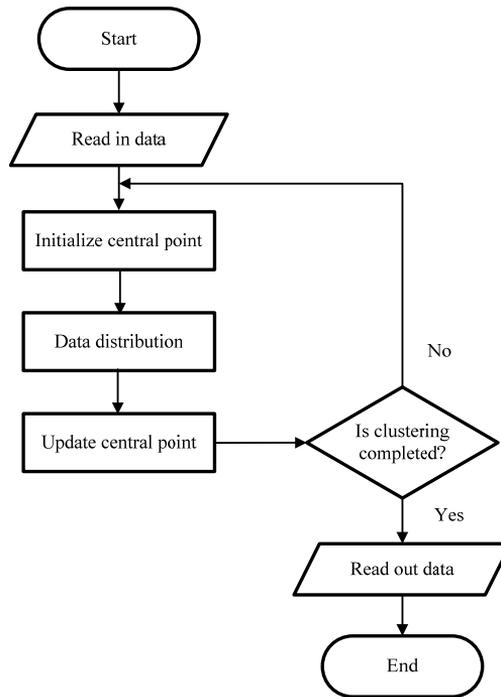 Start
Read in data
Initialize central point
Data distribution
No
Update central point
Is clustering
completed?
Yes
Read out data
End